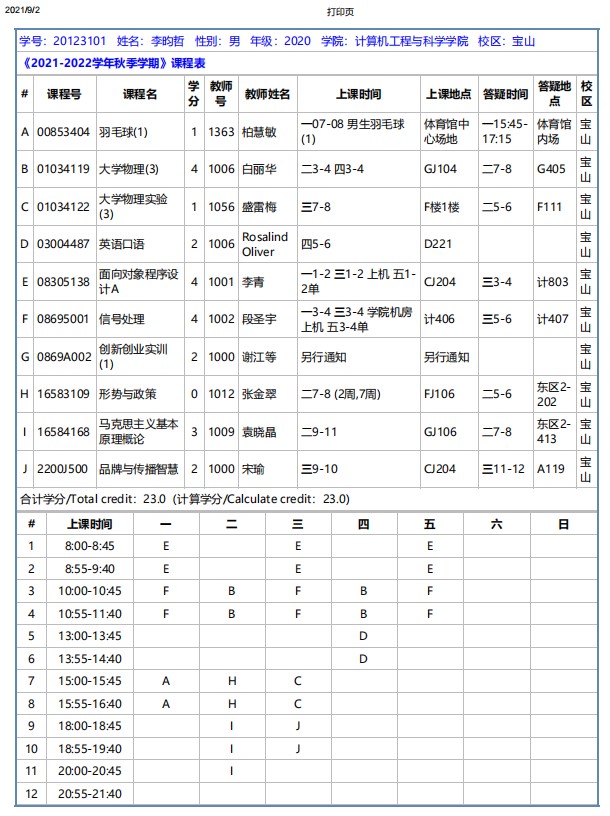 2021/9/2 打印页
学号：20123101 姓名：李昀哲 性别：男 年级：2020 学院：计算机工程与科学学院 校区：宝山
《2021-2022学年秋季学期》课程表
# 课程号 课程名 学分 教师号 教师姓名 上课时间 上课地点 答疑时间 答疑地点 校区
A 00853404 羽毛球(1) 1 1363 柏慧敏 一07-08 男生羽毛球(1) 体育馆中心场地 一15:45-17:15 体育馆内场 宝山
B 01034119 大学物理(3) 4 1006 白丽华 二3-4 四3-4 GJ104 二7-8 G405 宝山
C 01034122 大学物理实验(3) 1 1056 盛雷梅 三7-8 F楼1楼 二5-6 F111 宝山
D 03004487 英语口语 2 1006 Rosalind Oliver 四5-6 D221 宝山
E 08305138 面向对象程序设计A 4 1001 李青 一1-2 三1-2 上机 五1-2单 CJ204 三3-4 计803 宝山
F 08695001 信号处理 4 1002 段圣宇 一3-4 三3-4 学院机房上机 五3-4单 计406 三5-6 计407 宝山
G 0869A002 创新创业实训(1) 2 1000 谢江等 另行通知 另行通知 宝山
H 16583109 形势与政策 0 1012 张金翠 二7-8 (2周,7周) FJ106 二5-6 东区2-202 宝山
I 16584168 马克思主义基本原理概论 3 1009 袁晓晶 二9-11 GJ106 二7-8 东区2-413 宝山
J 2200J500 品牌与传播智慧 2 1000 宋瑜 三9-10 CJ204 三11-12 A119 宝山
合计学分/Total credit：23.0 (计算学分/Calculate credit：23.0)
# 上课时间 一 二 三 四 五 六 日
1 8:00-8:45 E E E
2 8:55-9:40 E E E
3 10:00-10:45 F B F B F
4 10:55-11:40 F B F B F
5 13:00-13:45 D
6 13:55-14:40 D
7 15:00-15:45 A H C
8 15:55-16:40 A H C
9 18:00-18:45 I J
10 18:55-19:40 I J
11 20:00-20:45 I
12 20:55-21:40